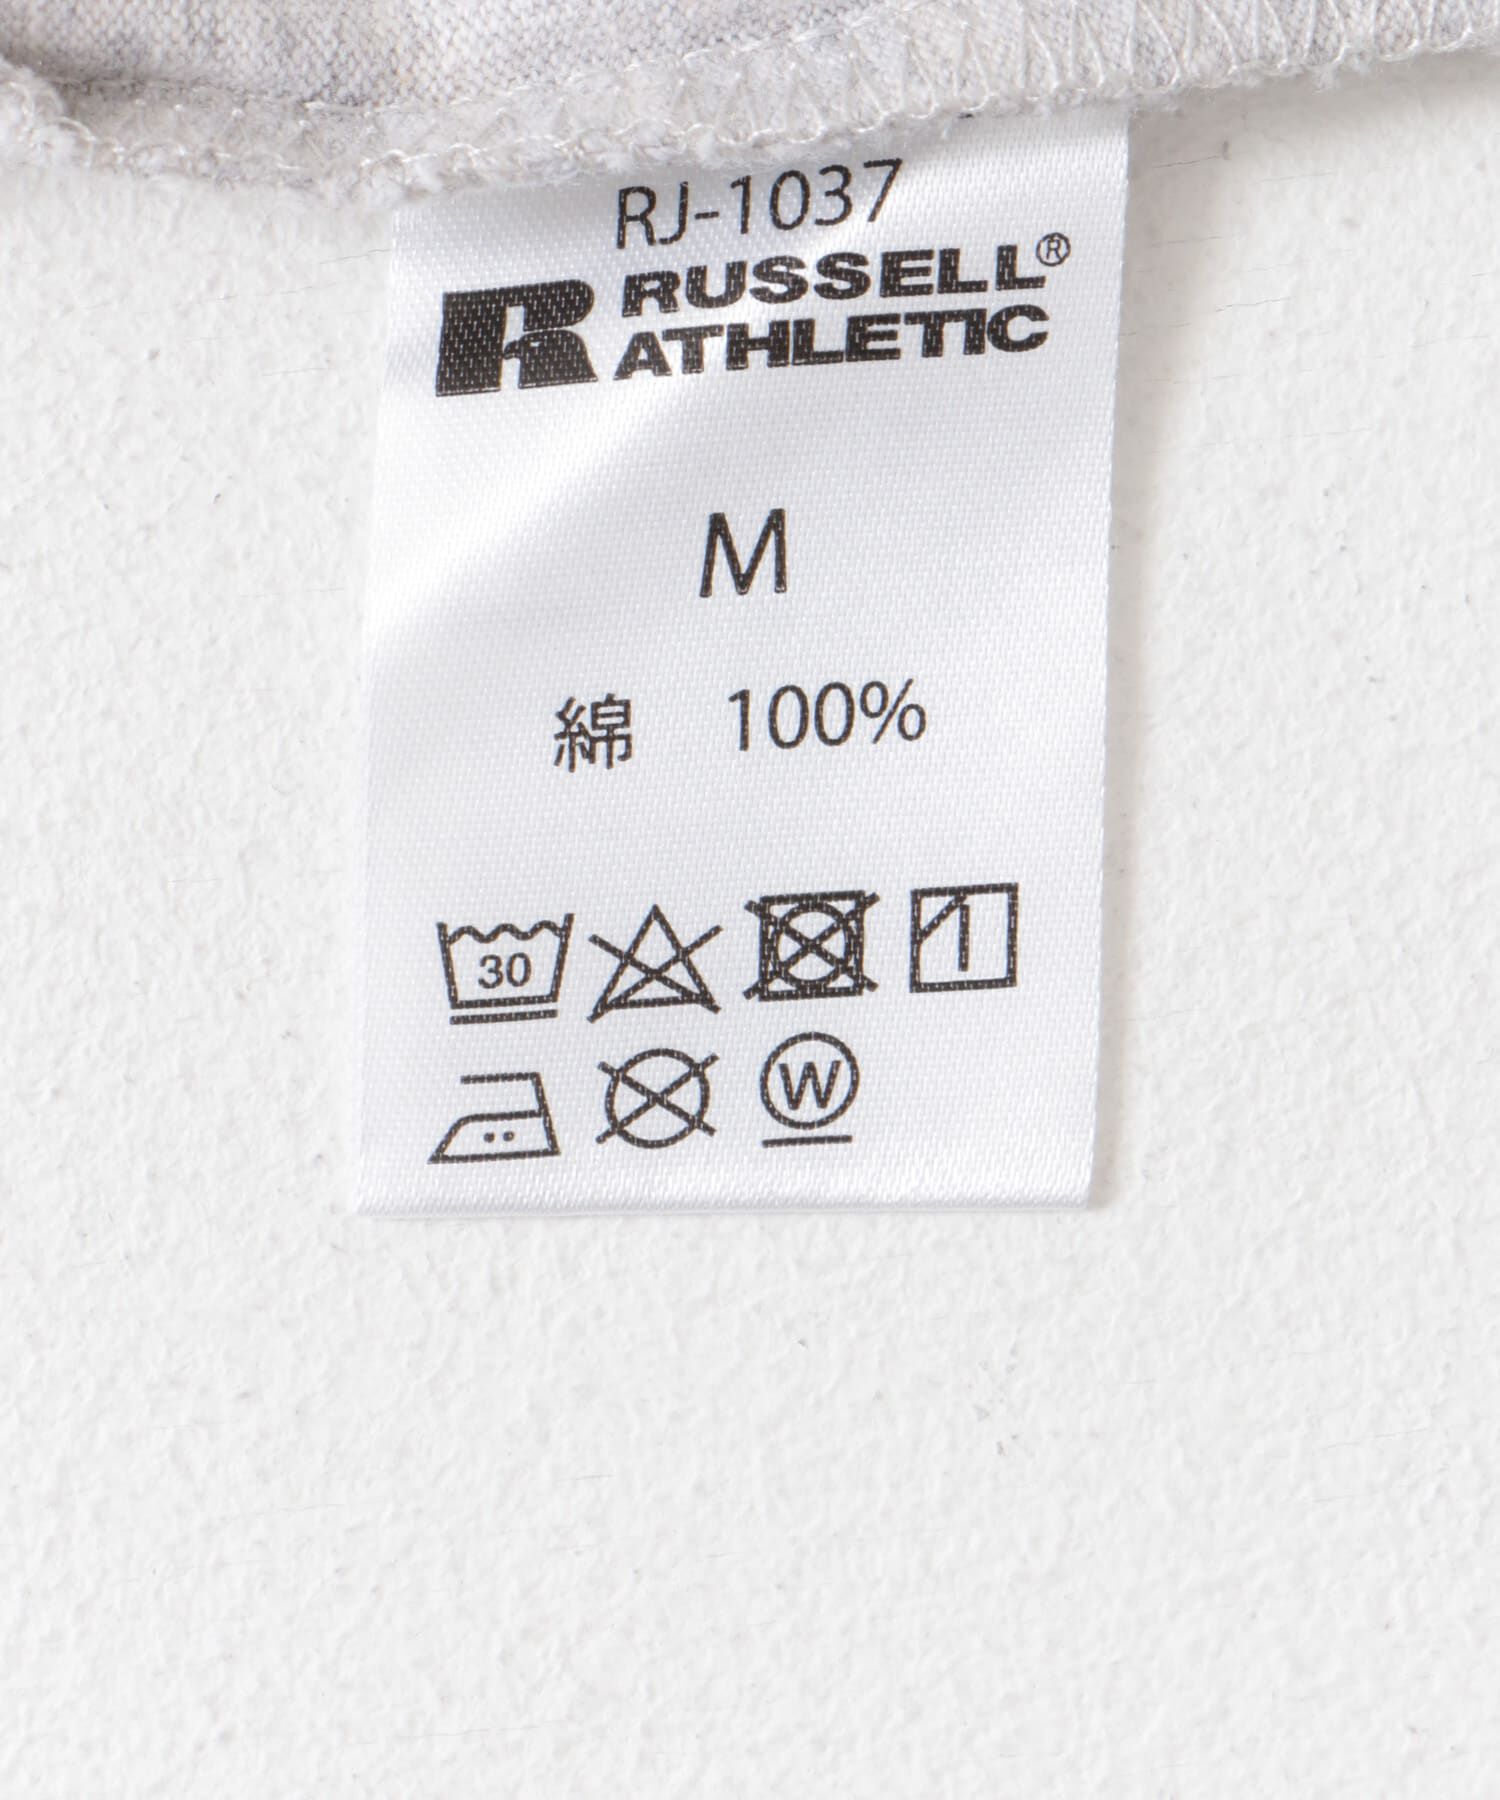 RJ-1037
R RUSSELL®
ATHLETIC
M
綿 100%
30
W